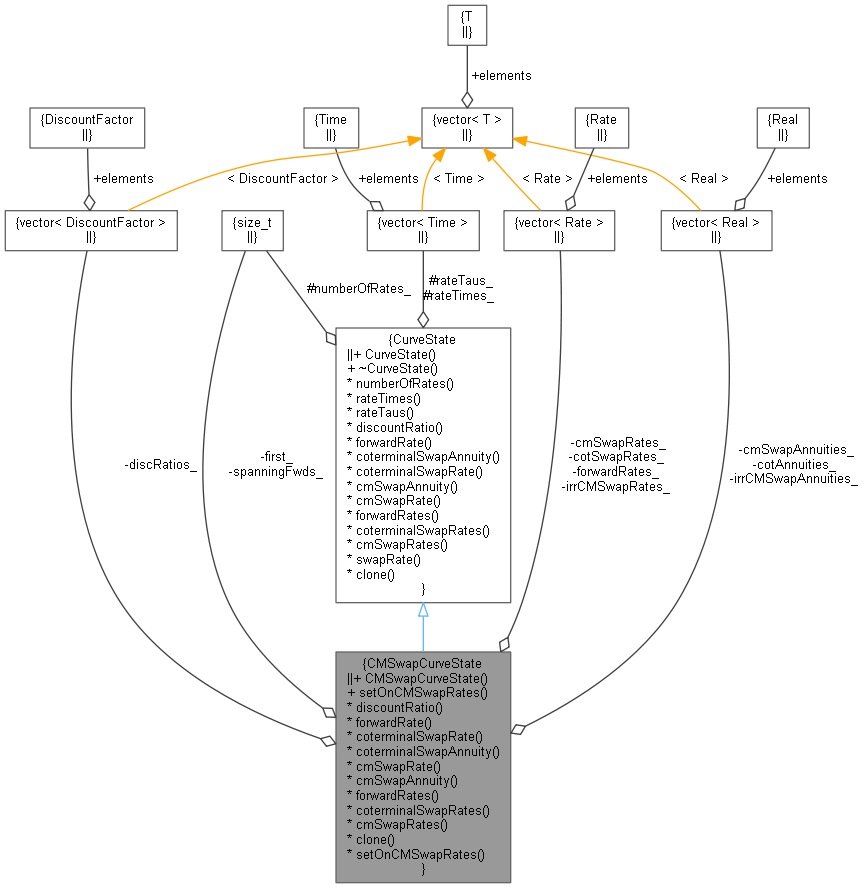 {T
||}
+elements
{DiscountFactor
||}
{Time
||}
{vector< T >
||}
{Rate
||}
{Real
||}
+elements
< DiscountFactor >
+elements
< Time >
< Rate >
+elements
< Real >
+elements
{vector< DiscountFactor >
||}
{size_t
||}
{vector< Time >
||}
{vector< Rate >
||}
{vector< Real >
||}
#numberOfRates_
#rateTaus_
#rateTimes_
{CurveState
||+ CurveState()
+ ~CurveState()
* numberOfRates()
* rateTimes()
* rateTaus()
* discountRatio()
* forwardRate()
* coterminalSwapAnnuity()
* coterminalSwapRate()
* cmSwapAnnuity()
* cmSwapRate()
* forwardRates()
* coterminalSwapRates()
* cmSwapRates()
* swapRate()
* clone()
}
-discRatios_
-first_
-spanningFwds_
-cmSwapRates_
-cotSwapRates_
-forwardRates_
-irrCMSwapRates_
-cmSwapAnnuities_
-cotAnnuities_
-irrCMSwapAnnuities_
{CMSwapCurveState
||+ CMSwapCurveState()
+ setOnCMSwapRates()
* discountRatio()
* forwardRate()
* coterminalSwapRate()
* coterminalSwapAnnuity()
* cmSwapRate()
* cmSwapAnnuity()
* forwardRates()
* coterminalSwapRates()
* cmSwapRates()
* clone()
* setOnCMSwapRates()
}